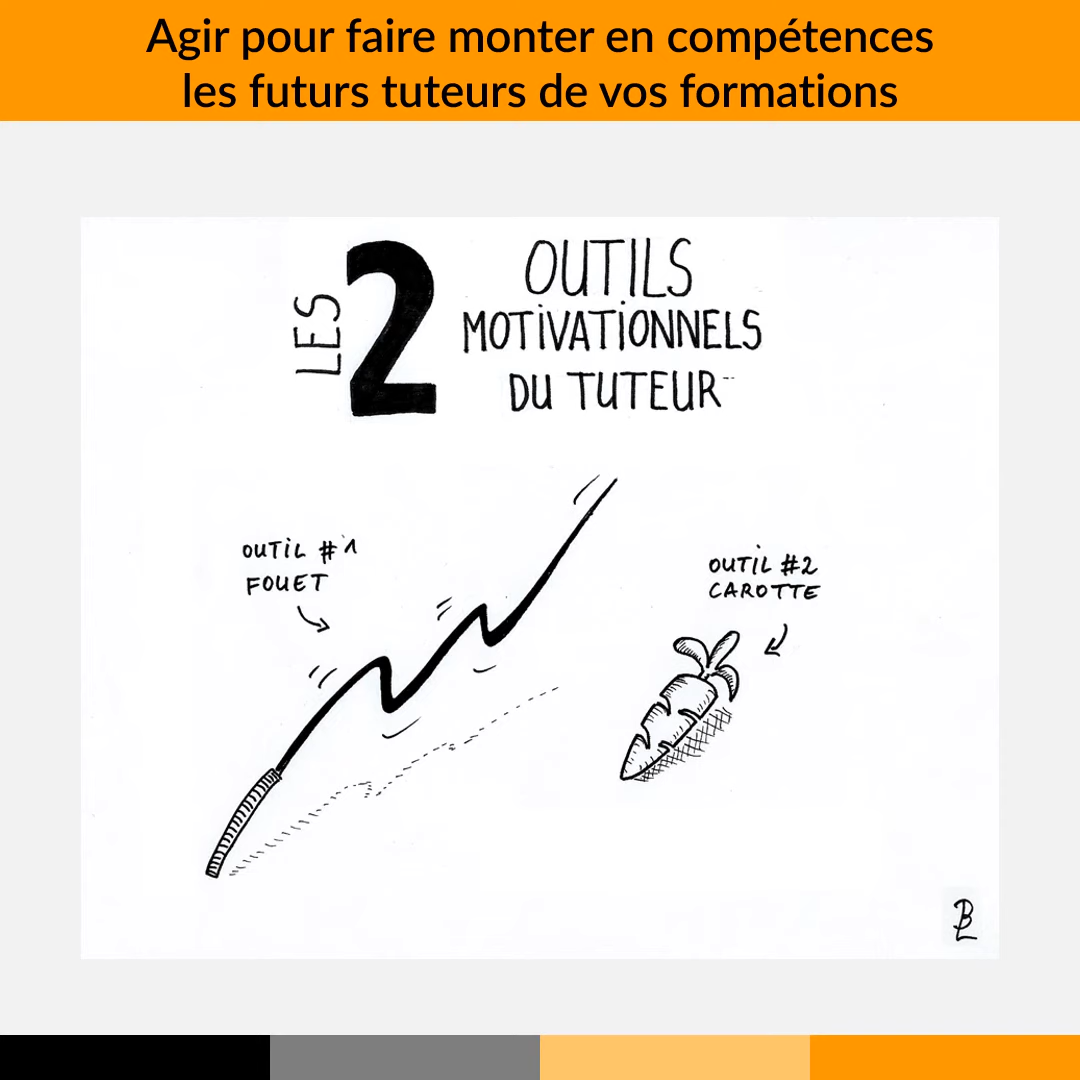 Agir pour faire monter en compétences
les futurs tuteurs de vos formations
LES 2 OUTILS
MOTIVATIONNELS
DU TUTEUR
OUTIL #1
FOUET
OUTIL #2
CAROTTE